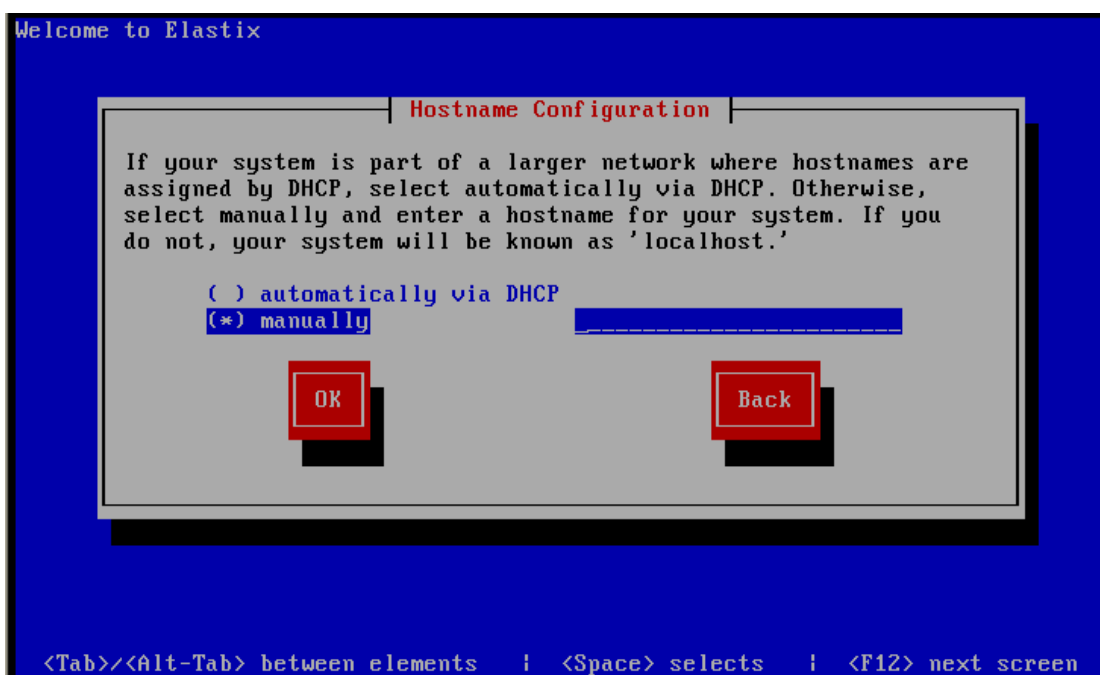 Welcome to Elastix
Hostname Configuration
If your system is part of a larger network where hostnames are
assigned by DHCP, select automatically via DHCP. Otherwise,
select manually and enter a hostname for your system. If you
do not, your system will be known as 'localhost.'
( ) automatically via DHCP
(*) manually ________________________
OK Back
<Tab>/<Alt-Tab> between elements | <Space> selects | <F12> next screen